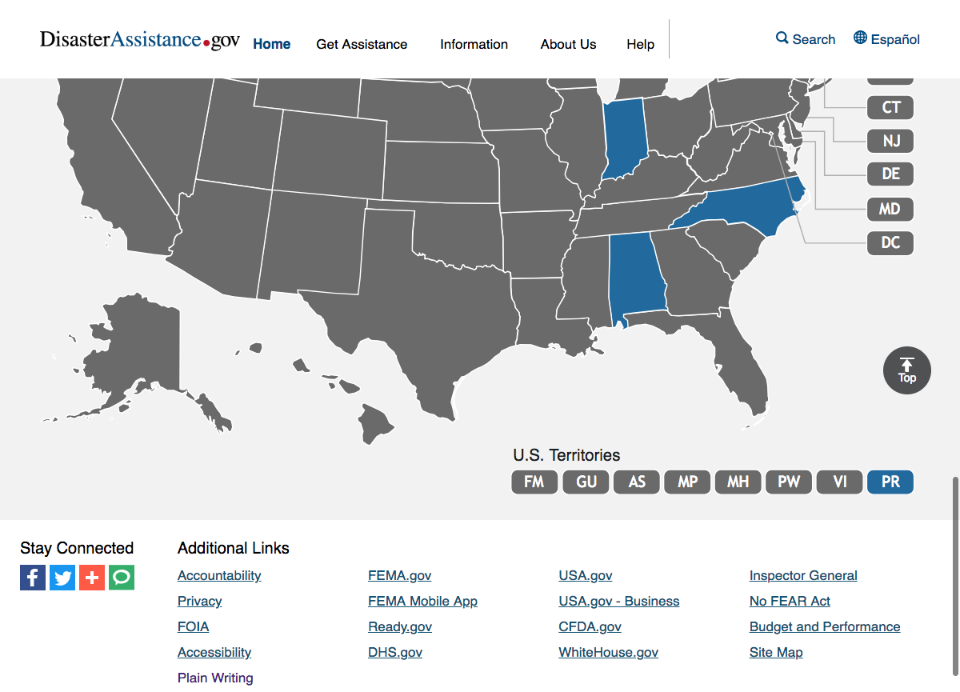 DisasterAssistance.gov Home Get Assistance Information About Us Help Search Español
CT
NJ
DE
MD
DC
Top
U.S. Territories
FM GU AS MP MH PW VI PR
Stay Connected
Additional Links
Accountability FEMA.gov USA.gov Inspector General
Privacy FEMA Mobile App USA.gov - Business No FEAR Act
FOIA Ready.gov CFDA.gov Budget and Performance
Accessibility DHS.gov WhiteHouse.gov Site Map
Plain Writing